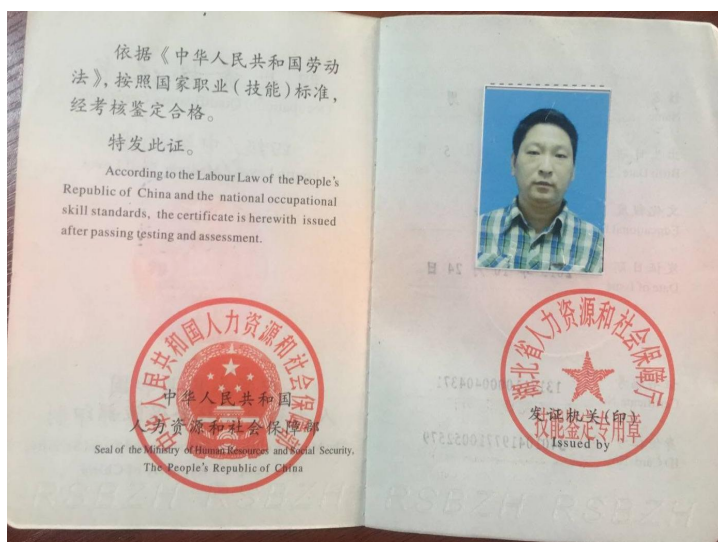 依据《中华人民共和国劳动
法》，按照国家职业（技能）标准，
经考核鉴定合格。
特发此证。
According to the Labour Law of the People's
Republic of China and the national occupational
skill standards, the certificate is herewith issued
after passing testing and assessment.
中华人民共和国人力资源和社会保障部
中华人民共和国
人力资源和社会保障部
Seal of the Ministry of Human Resources and Social Security,
The People's Republic of China
湖北省人力资源和社会保障厅
发证机关(印)
技能鉴定专用章
Issued by
RSBZH RSBZH
RSBZH RSBZH